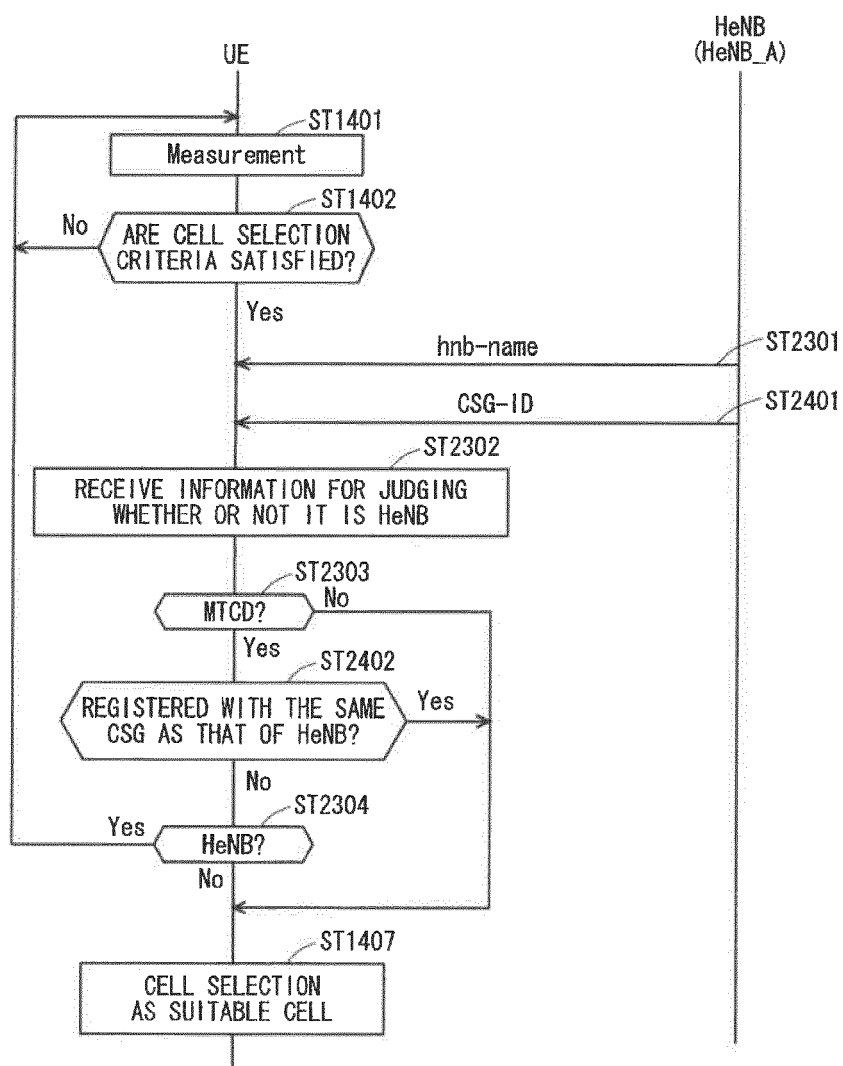 HeNB
(HeNB_A)
UE
ST1401
Measurement
ST1402
No
ARE CELL SELECTION
CRITERIA SATISFIED?
Yes
hnb-name
ST2301
CSG-ID
ST2401
ST2302
RECEIVE INFORMATION FOR JUDGING
WHETHER OR NOT IT IS HeNB
ST2303
MTCD?
No
Yes
ST2402
REGISTERED WITH THE SAME
CSG AS THAT OF HeNB?
Yes
No
ST2304
Yes
HeNB?
No
ST1407
CELL SELECTION
AS SUITABLE CELL